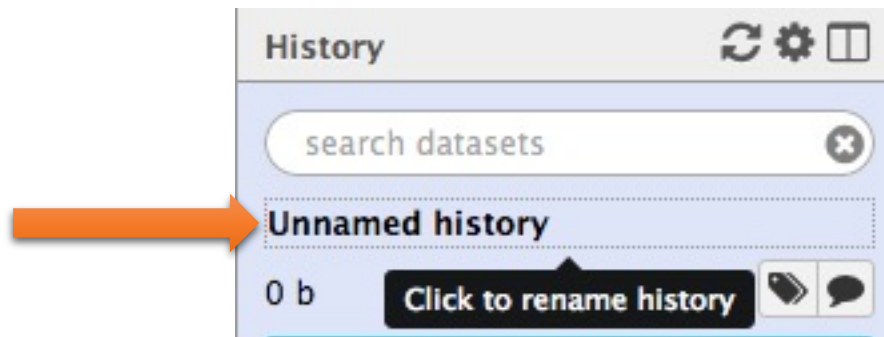 History
search datasets
Unnamed history
0 b
Click to rename history